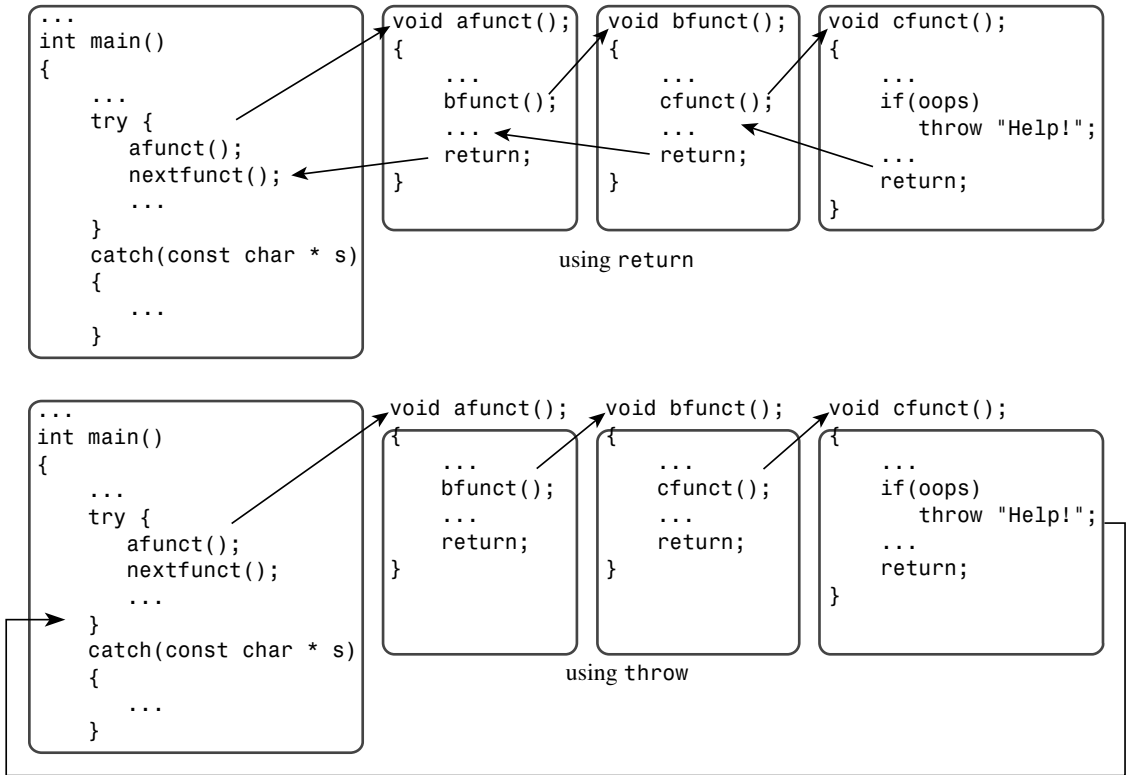 ...
int main()
{
...
try {
afunct();
nextfunct();
...
}
catch(const char * s)
{
...
}
void afunct();
{
...
bfunct();
...
return;
}
void bfunct();
{
...
cfunct();
...
return;
}
void cfunct();
{
...
if(oops)
throw "Help!";
...
return;
}
using return
...
int main()
{
...
try {
afunct();
nextfunct();
...
}
catch(const char * s)
{
...
}
void afunct();
{
...
bfunct();
...
return;
}
void bfunct();
{
...
cfunct();
...
return;
}
void cfunct();
{
...
if(oops)
throw "Help!";
...
return;
}
using throw